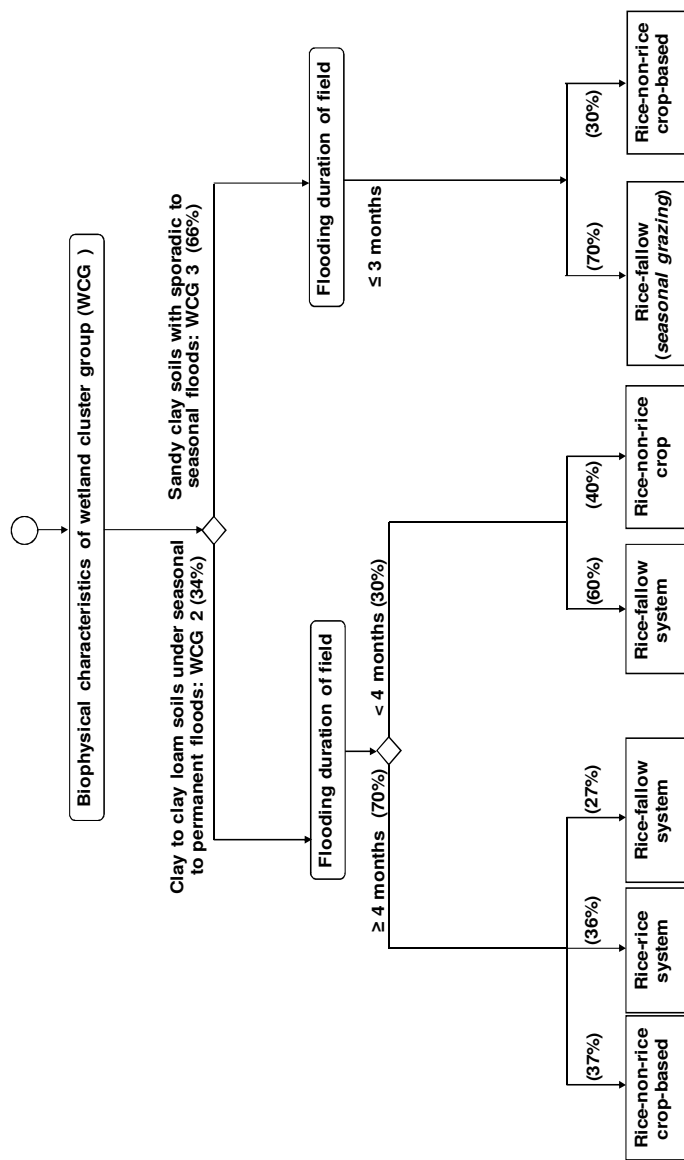 Biophysical characteristics of wetland cluster group (WCG )
Clay to clay loam soils under seasonal
to permanent floods: WCG 2 (34%)
Sandy clay soils with sporadic to
seasonal floods: WCG 3 (66%)
Flooding duration of field
Flooding duration of field
≥ 4 months (70%)
< 4 months (30%)
≤ 3 months
(37%)
(36%)
(27%)
(60%)
(40%)
(70%)
(30%)
Rice-non-rice
crop-based
Rice-rice
system
Rice-fallow
system
Rice-fallow
system
Rice-non-rice
crop
Rice-fallow
(seasonal grazing)
Rice-non-rice
crop-based